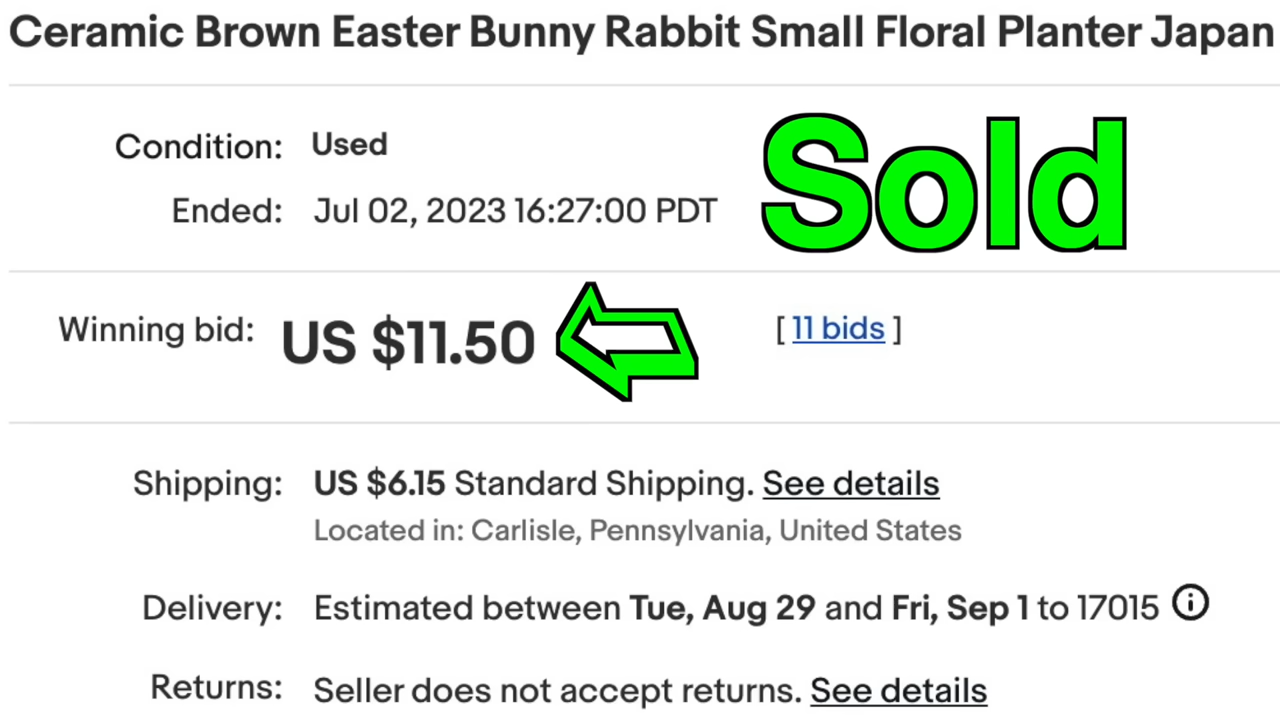 Ceramic Brown Easter Bunny Rabbit Small Floral Planter Japan
Condition: Used
Sold
Ended: Jul 02, 2023 16:27:00 PDT
Winning bid: US $11.50 [ 11 bids ]
Shipping: US $6.15 Standard Shipping. See details
Located in: Carlisle, Pennsylvania, United States
Delivery: Estimated between Tue, Aug 29 and Fri, Sep 1 to 17015
Returns: Seller does not accept returns. See details